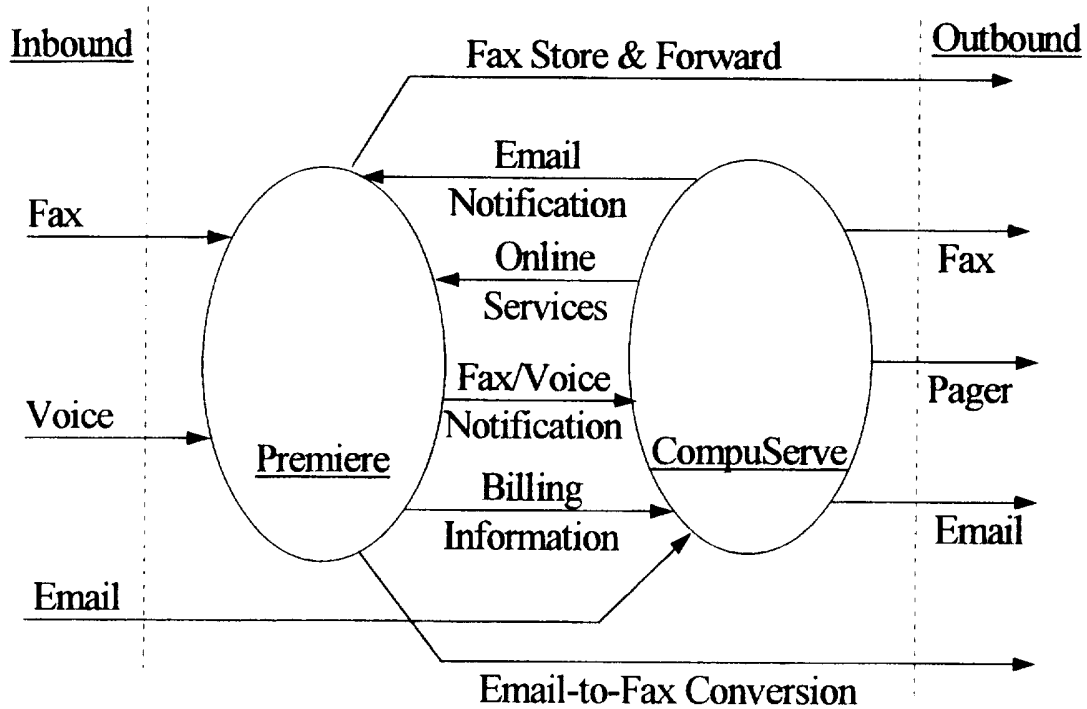 Inbound
Outbound
Fax Store & Forward
Email
Notification
Fax
Fax
Online
Services
Fax/Voice
Notification
Pager
Voice
Premiere
CompuServe
Billing
Information
Email
Email
Email-to-Fax Conversion